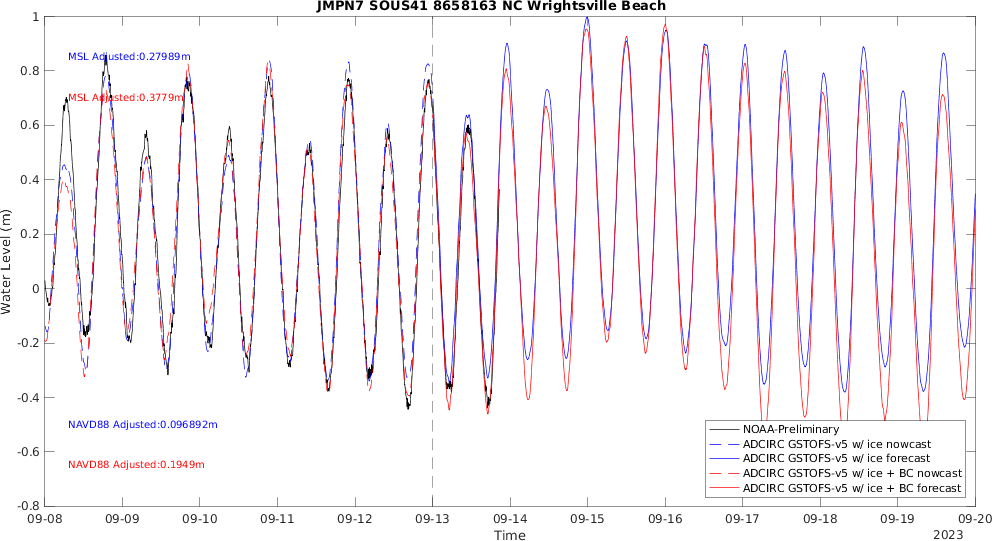 JMPN7 SOUS41 8658163 NC Wrightsville Beach
1
0.8
0.6
0.4
0.2
0
-0.2
-0.4
-0.6
-0.8
Water Level (m)
MSL Adjusted:0.27989m
MSL Adjusted:0.3779m
NAVD88 Adjusted:0.096892m
NAVD88 Adjusted:0.1949m
NOAA-Preliminary
ADCIRC GSTOFS-v5 w/ ice nowcast
ADCIRC GSTOFS-v5 w/ ice forecast
ADCIRC GSTOFS-v5 w/ ice + BC nowcast
ADCIRC GSTOFS-v5 w/ ice + BC forecast
09-08 09-09 09-10 09-11 09-12 09-13 09-14 09-15 09-16 09-17 09-18 09-19 09-20
Time
2023